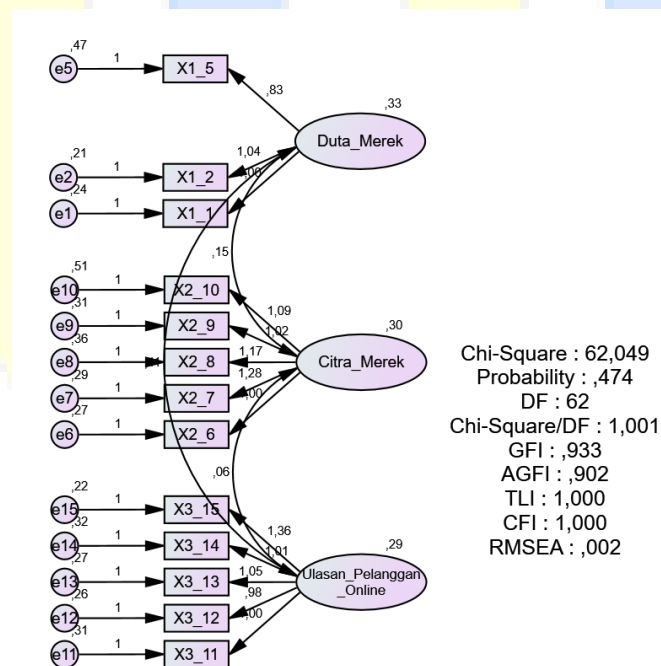 ,47
e5 1 X1_5
,83
,33
Duta_Merek
,21
e2 1 X1_2 1,04
,24
e1 1 X1_1 ,00
,15
,51
e10 1 X2_10 1,09
,31
e9 1 X2_9 1,02
,30
Citra_Merek
,36
e8 1 X2_8 1,17
,29
e7 1 X2_7 1,28
,27
e6 1 X2_6 ,00
,06
,22
e15 1 X3_15 1,36
,32
e14 1 X3_14 1,01
,29
Ulasan_Pelanggan
_Online
,27
e13 1 X3_13 1,05
,26
e12 1 X3_12 ,98
,31
e11 1 X3_11 ,00
Chi-Square : 62,049
Probability : ,474
DF : 62
Chi-Square/DF : 1,001
GFI : ,933
AGFI : ,902
TLI : 1,000
CFI : 1,000
RMSEA : ,002